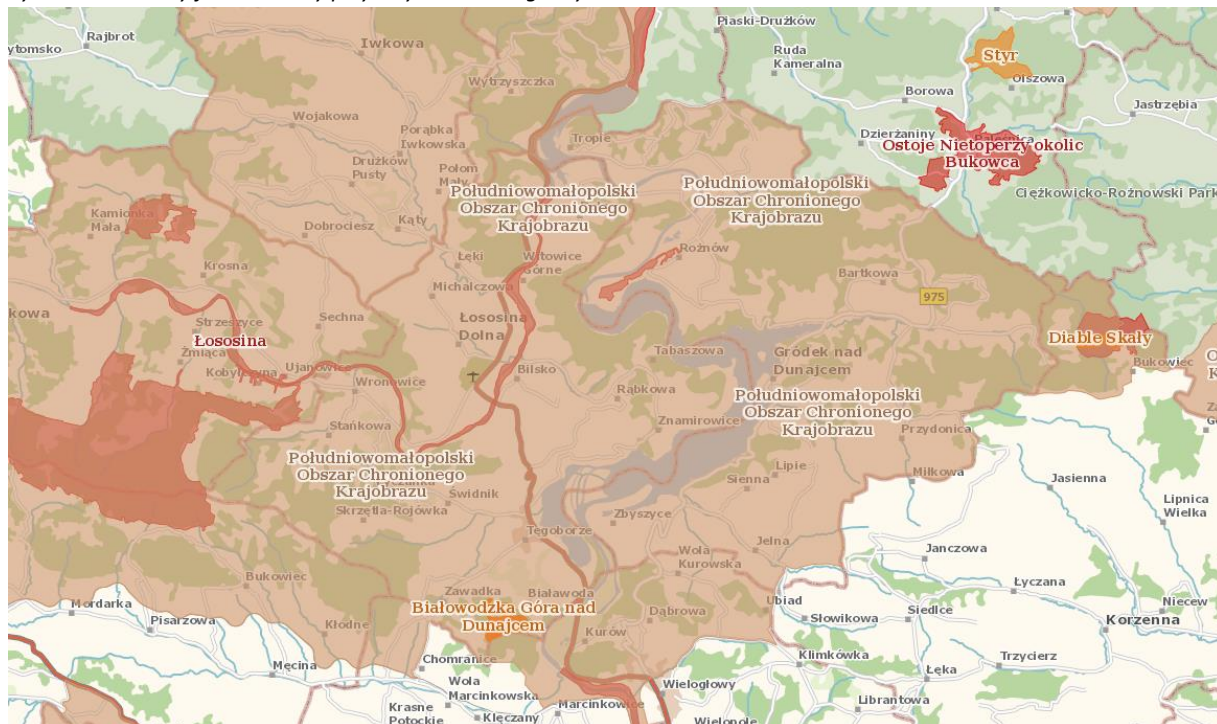 Rajbrot
Iwkowa
Piaski-Drużków
Ruda
Kameralna
Styr
Olszowa
Wytrzyszczka
Borowa
Jastrzębia
Wojakowa
Porąbka
Iwkowska
Tropie
Dzierżaniny
Ostoje Nietoperzy okolic
Bukowca
Drużków
Pusty
Połom
Mały
Południowomałopolski
Obszar Chronionego
Krajobrazu
Południowomałopolski
Obszar Chronionego
Krajobrazu
Ciężkowicko-Rożnowski Park
Kamionka
Mała
Dobrociesz
Kąty
Rożnów
Krosna
Łęki
Witowice
Górne
Bartkowa
Michalczowa
975
Strzeszyce
Sechna
Łososina
Dolna
Łososina
Żmiąca
Diable Skały
Tabaszowa
Gródek nad
Dunajcem
Bukowiec
Kobyłczyna
Ujanowice
Wronowice
Bilsko
Rąbkowa
Południowomałopolski
Obszar Chronionego
Krajobrazu
Stańkowa
Znamirowice
Przydonica
Południowomałopolski
Obszar Chronionego
Krajobrazu
Lipie
Sienna
Miłkowa
Jasienna
Świdnik
Skrzętla-Rojówka
Zbyszyce
Lipnica
Wielka
Tęgoborze
Jelna
Janczowa
Wola
Kurowska
Bukowiec
Zawadka
Białawoda
Łyczana
Mordarka
Białowodzka Góra nad
Dunajcem
Dąbrowa
Ubiad
Słowikowa
Siedlce
Niecew
Pisarzowa
Kłodne
Kurów
Korzenna
Męcina
Chomranice
Klimkówka
Trzycierz
Wola
Marcinkowska
Wielogłowy
Łęka
Krasne
Potockie
Klęczany
Marcinkowice
Librantowa
Wielopole